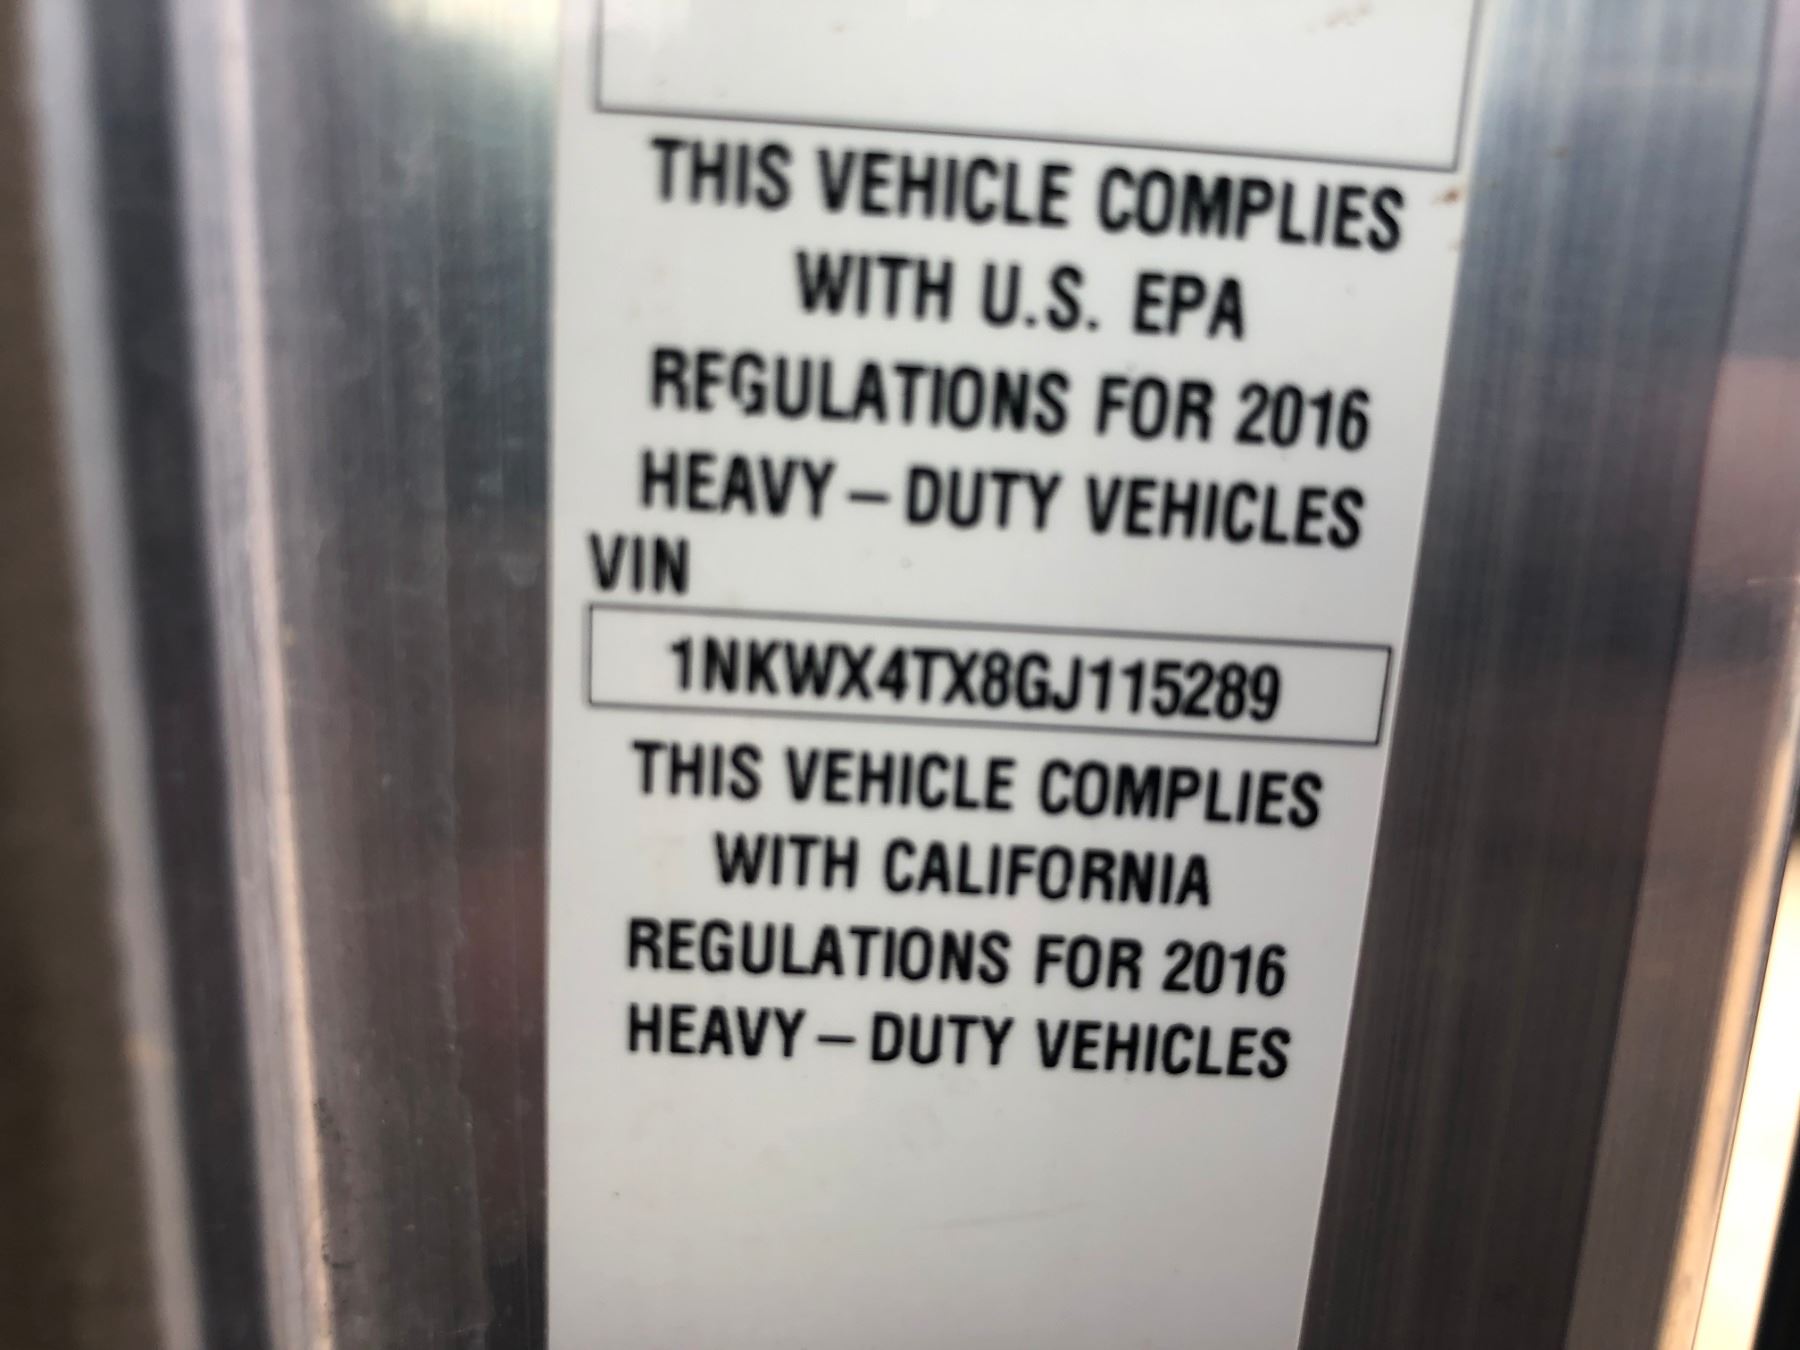 THIS VEHICLE COMPLIES
WITH U.S. EPA
REGULATIONS FOR 2016
HEAVY – DUTY VEHICLES
VIN
1NKWX4TX8GJ115289
THIS VEHICLE COMPLIES
WITH CALIFORNIA
REGULATIONS FOR 2016
HEAVY – DUTY VEHICLES